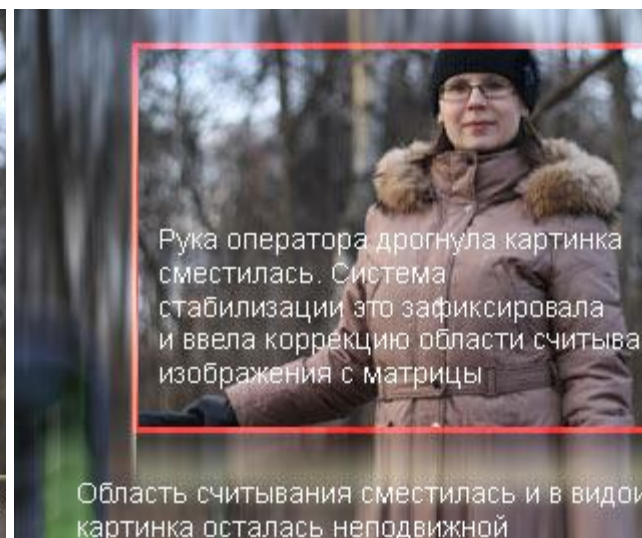 Рука оператора дрогнула картинка
сместилась. Система
стабилизации это зафиксировала
и ввела коррекцию области считыва
изображения с матрицы
Область считывания сместилась и в видои
картинка осталась неподвижной